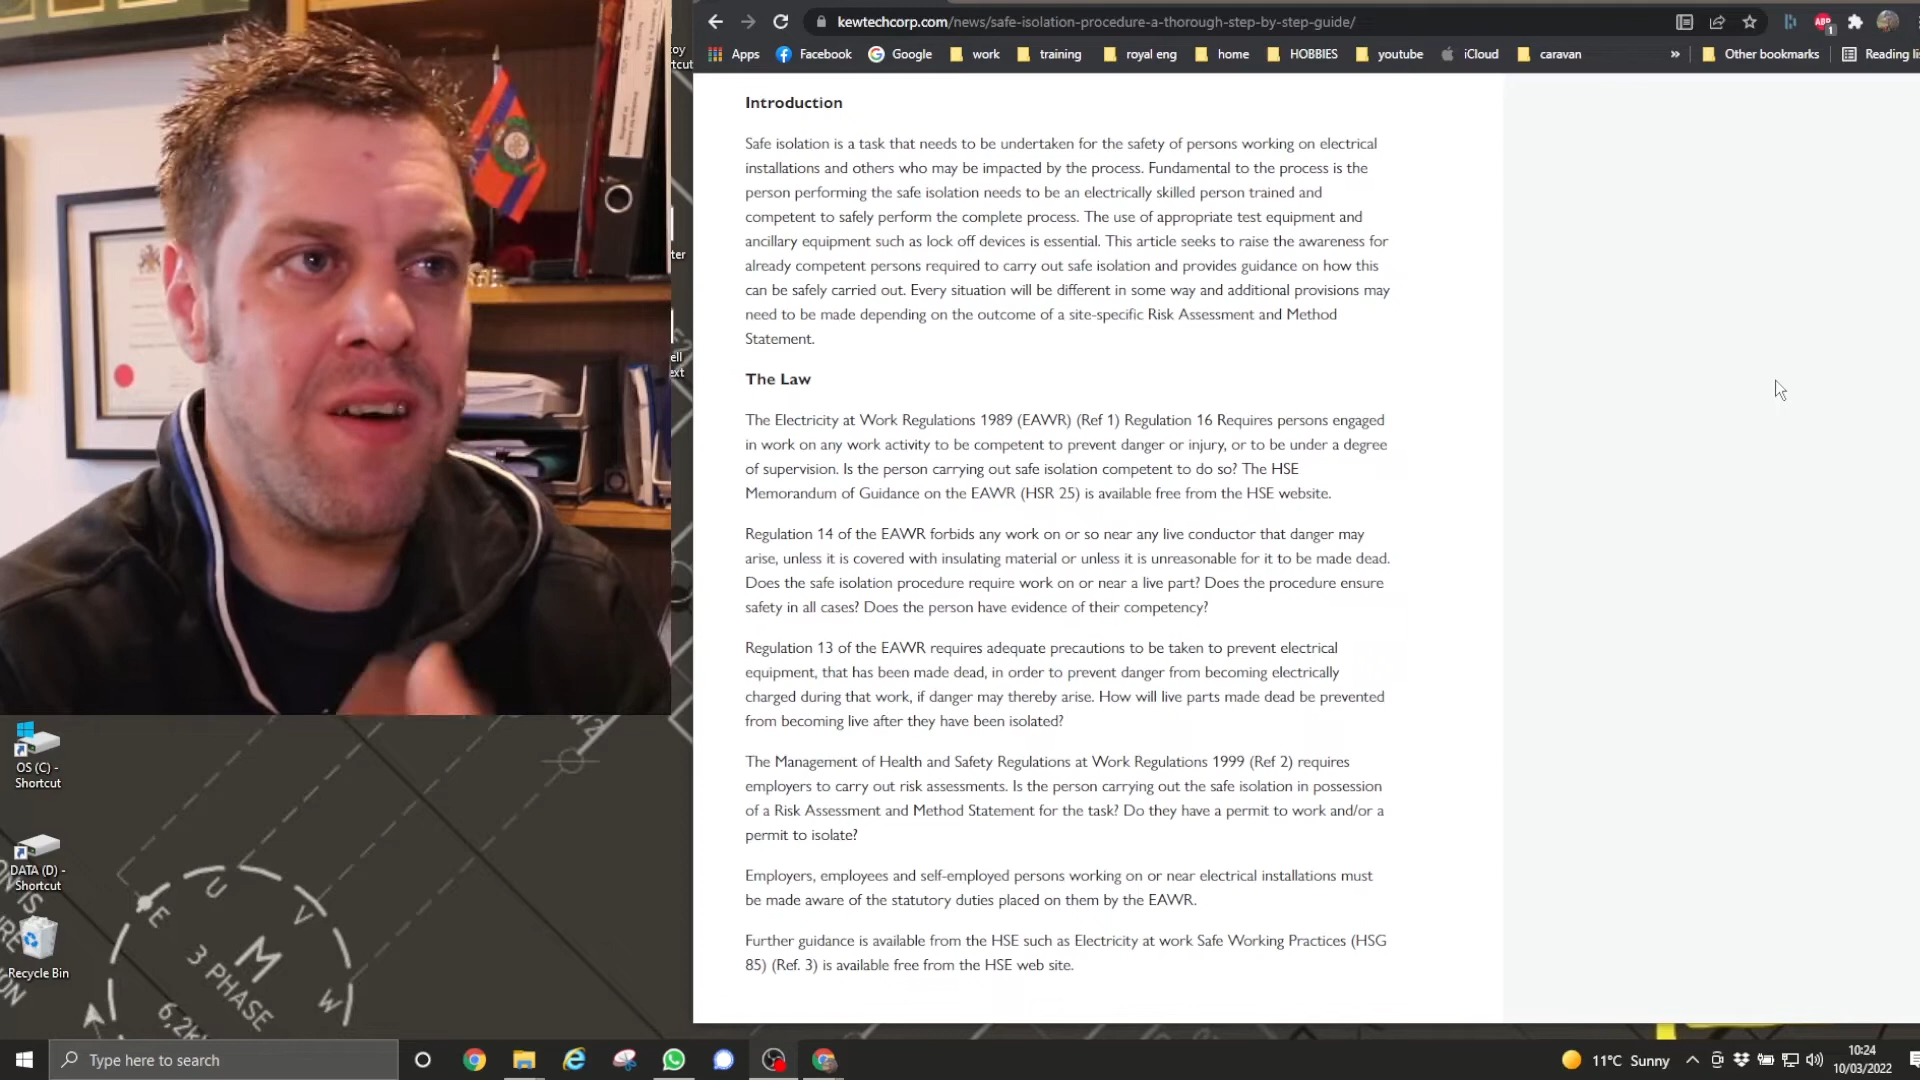 kewtechcorp.com/news/safe-isolation-procedure-a-thorough-step-by-step-guide/
Apps Facebook Google work training royal eng home HOBBIES youtube iCloud caravan » Other bookmarks Reading lis
Introduction
Safe isolation is a task that needs to be undertaken for the safety of persons working on electrical
installations and others who may be impacted by the process. Fundamental to the process is the
person performing the safe isolation needs to be an electrically skilled person trained and
competent to safely perform the complete process. The use of appropriate test equipment and
ancillary equipment such as lock off devices is essential. This article seeks to raise the awareness for
already competent persons required to carry out safe isolation and provides guidance on how this
can be safely carried out. Every situation will be different in some way and additional provisions may
need to be made depending on the outcome of a site-specific Risk Assessment and Method
Statement.
The Law
The Electricity at Work Regulations 1989 (EAWR) (Ref 1) Regulation 16 Requires persons engaged
in work on any work activity to be competent to prevent danger or injury, or to be under a degree
of supervision. Is the person carrying out safe isolation competent to do so? The HSE
Memorandum of Guidance on the EAWR (HSR 25) is available free from the HSE website.
Regulation 14 of the EAWR forbids any work on or so near any live conductor that danger may
arise, unless it is covered with insulating material or unless it is unreasonable for it to be made dead.
Does the safe isolation procedure require work on or near a live part? Does the procedure ensure
safety in all cases? Does the person have evidence of their competency?
Regulation 13 of the EAWR requires adequate precautions to be taken to prevent electrical
equipment, that has been made dead, in order to prevent danger from becoming electrically
charged during that work, if danger may thereby arise. How will live parts made dead be prevented
from becoming live after they have been isolated?
The Management of Health and Safety Regulations at Work Regulations 1999 (Ref 2) requires
employers to carry out risk assessments. Is the person carrying out the safe isolation in possession
of a Risk Assessment and Method Statement for the task? Do they have a permit to work and/or a
permit to isolate?
Employers, employees and self-employed persons working on or near electrical installations must
be made aware of the statutory duties placed on them by the EAWR.
Further guidance is available from the HSE such as Electricity at work Safe Working Practices (HSG
85) (Ref. 3) is available free from the HSE web site.
OS (C) -
Shortcut
DATA (D) -
Shortcut
Recycle Bin
U
V
W
E
M
3 PHASE
6,2k
Type here to search
11°C Sunny
10:24
10/03/2022